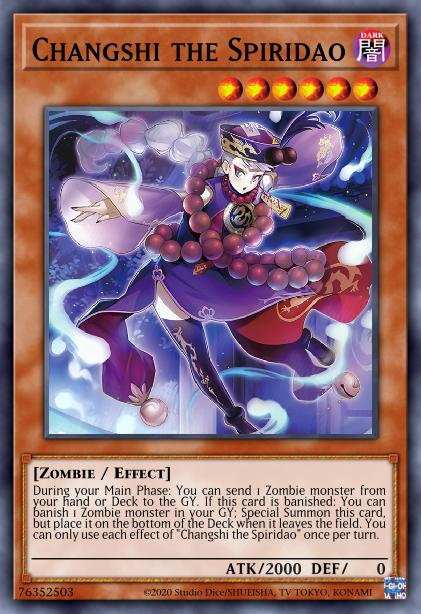 CHANGSHI THE SPIRIDAO
DARK
闇
[ZOMBIE / EFFECT]
During your Main Phase: You can send 1 Zombie monster from
your hand or Deck to the GY. If this card is banished: You can
banish 1 Zombie monster in your GY; Special Summon this card,
but place it on the bottom of the Deck when it leaves the field. You
can only use each effect of "Changshi the Spiridao" once per turn.
ATK/2000 DEF/ 0
76352503
©2020 Studio Dice/SHUEISHA, TV TOKYO, KONAMI